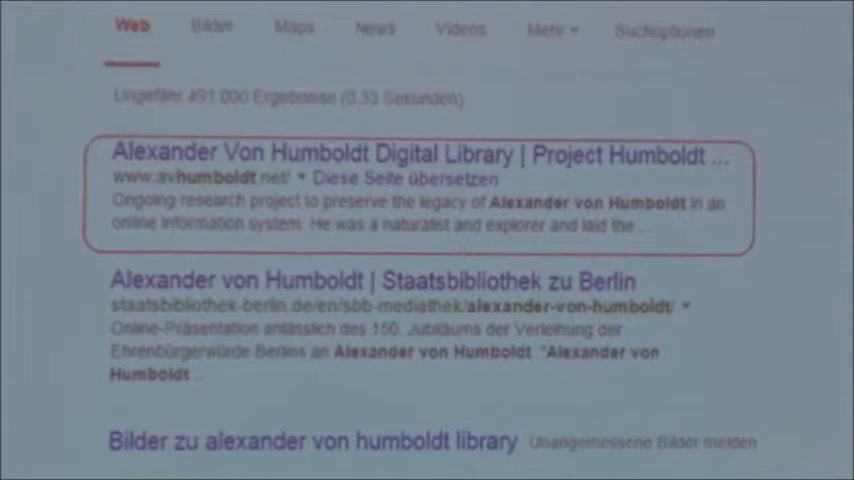 Web Bilder Maps News Videos Mehr Suchoptionen
Ungefähr 491.000 Ergebnisse (0,33 Sekunden)
Alexander Von Humboldt Digital Library | Project Humboldt ...
www.avhumboldt.net/ Diese Seite übersetzen
Ongoing research project to preserve the legacy of Alexander von Humboldt in an
online information system. He was a naturalist and explorer and laid the ...
Alexander von Humboldt | Staatsbibliothek zu Berlin
staatsbibliothek-berlin.de/en/sbb-mediathek/alexander-von-humboldt/
Online-Präsentation anlässlich des 150. Jubiläums der Verleihung der
Ehrenbürgerwürde Berlins an Alexander von Humboldt. "Alexander von
Humboldt ...
Bilder zu alexander von humboldt library Unangemessene Bilder melden